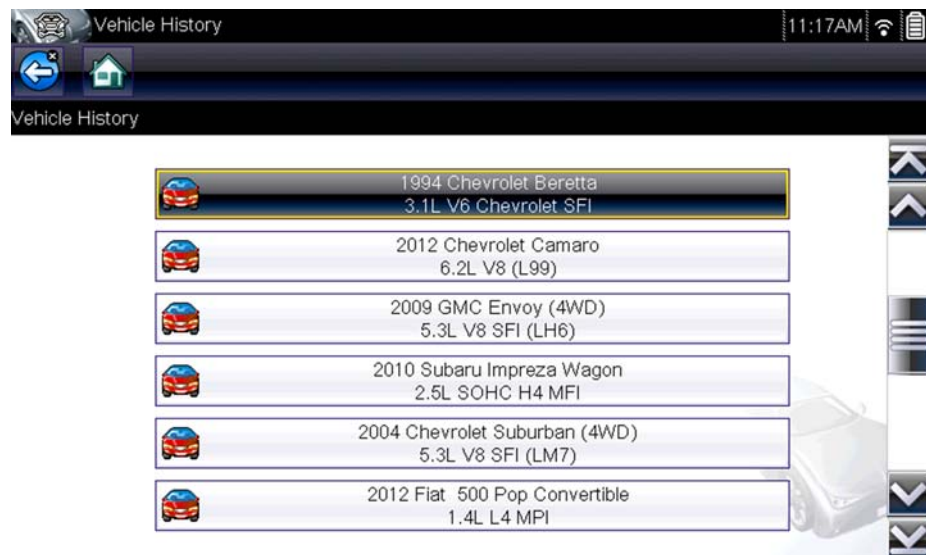 Vehicle History
11:17AM
Vehicle History
1994 Chevrolet Beretta
3.1L V6 Chevrolet SFI
2012 Chevrolet Camaro
6.2L V8 (L99)
2009 GMC Envoy (4WD)
5.3L V8 SFI (LH6)
2010 Subaru Impreza Wagon
2.5L SOHC H4 MFI
2004 Chevrolet Suburban (4WD)
5.3L V8 SFI (LM7)
2012 Fiat  500 Pop Convertible
1.4L L4 MPI